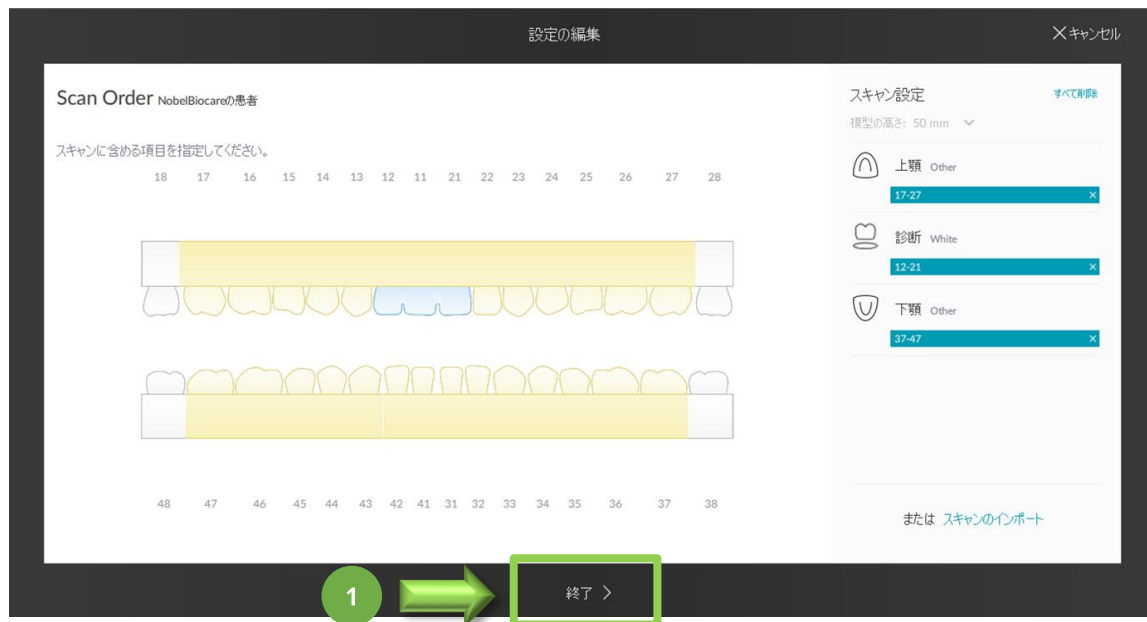 設定の編集
×キャンセル
Scan Order NobelBiocareの患者
スキャンに含める項目を指定してください。
18 17 16 15 14 13 12 11 21 22 23 24 25 26 27 28
48 47 46 45 44 43 42 41 31 32 33 34 35 36 37 38
スキャン設定 すべて削除
模型の高さ: 50 mm
上顎 Other
17-27 ×
診断 White
12-21 ×
下顎 Other
37-47 ×
または スキャンのインポート
1
終了 >